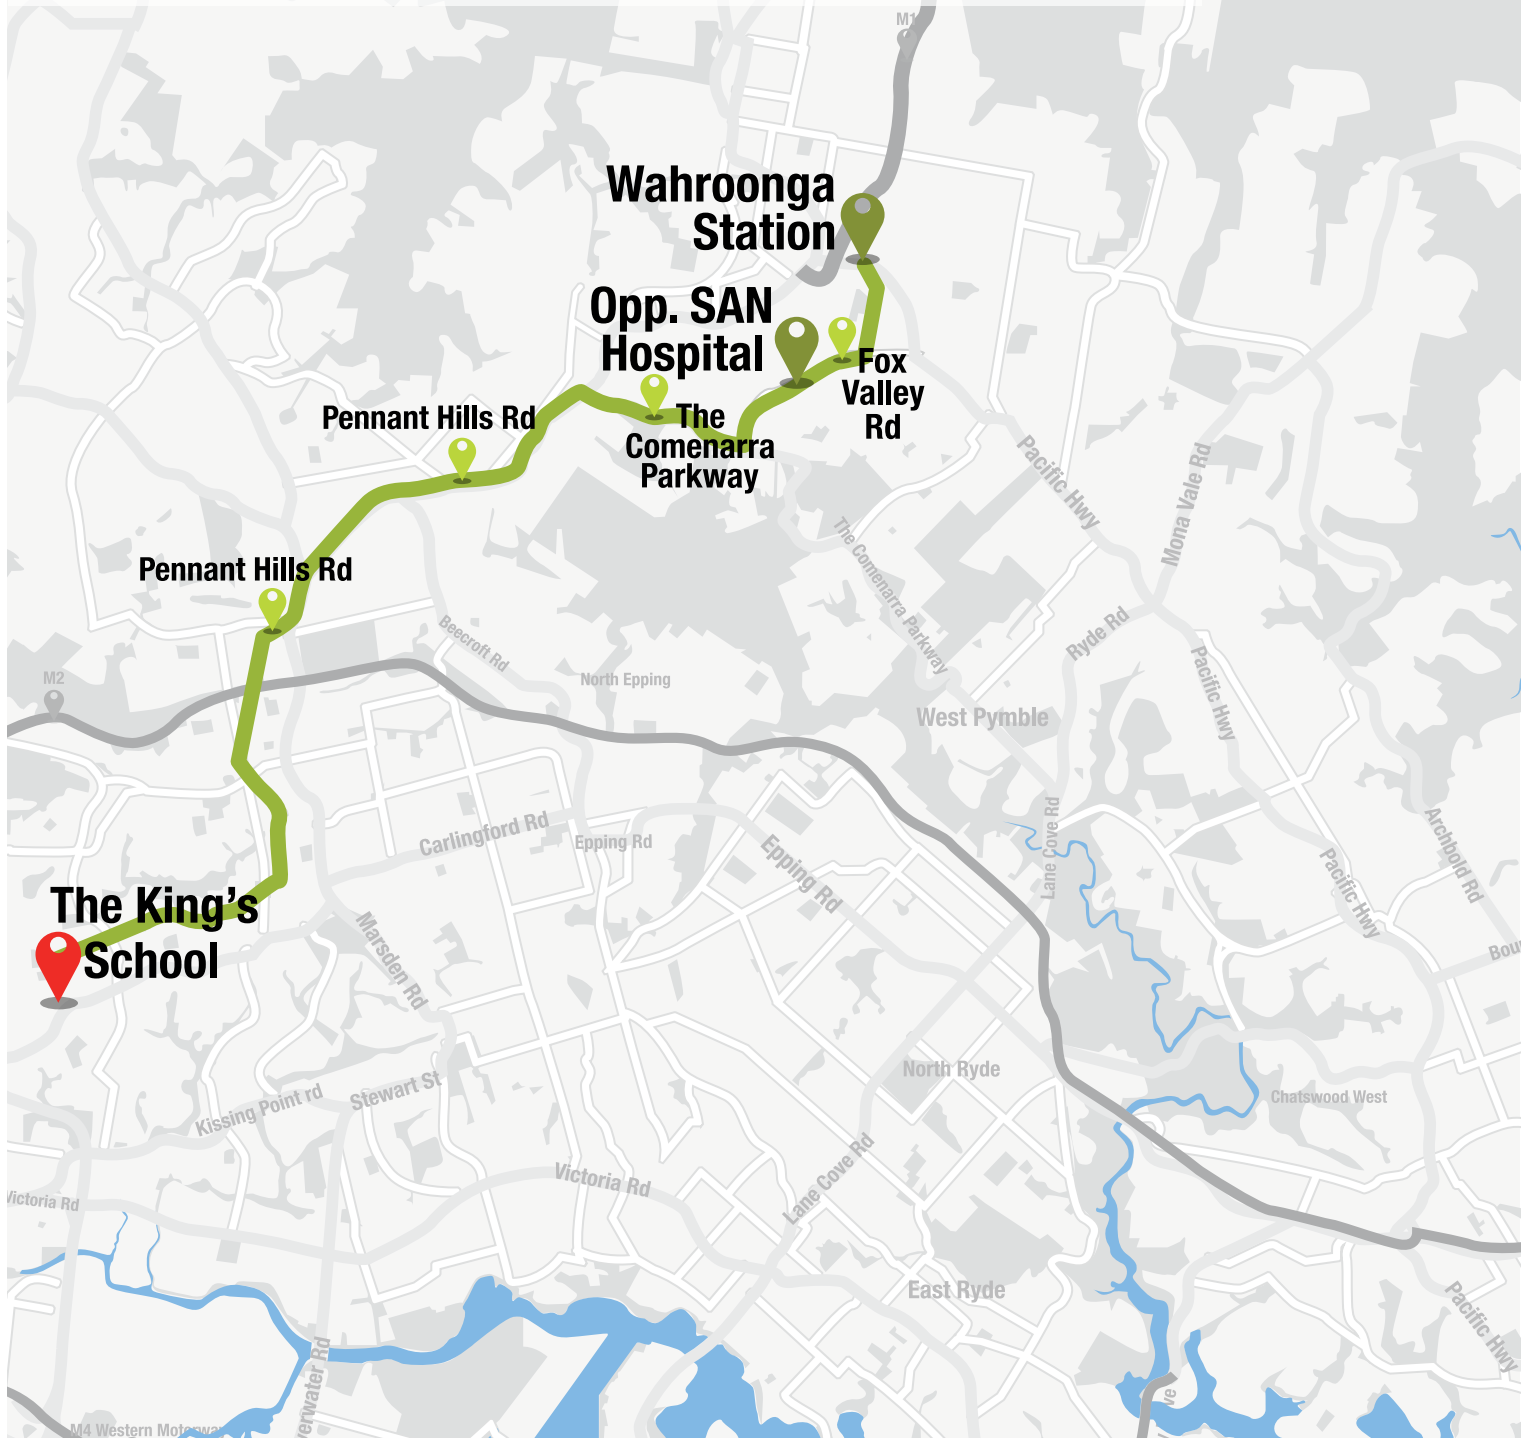 M1
Wahroonga
Station
Opp. SAN
Hospital
Fox
Valley
Rd
Pennant Hills Rd
The
Comenarra
Parkway
Pacific Hwy
Mona Vale Rd
The Comenarra Parkway
Pennant Hills Rd
Beecroft Rd
Ryde Rd
Pacific Hwy
M2
North Epping
West Pymble
Carlingford Rd
Epping Rd
Epping Rd
Lane Cove Rd
Archbold Rd
Pacific Hwy
The King's
School
Marsden Rd
North Ryde
Chatswood West
Stewart St
Kissing Point rd
Victoria Rd
Victoria Rd
Lane Cove Rd
East Ryde
Pacific Hwy
M4 Western